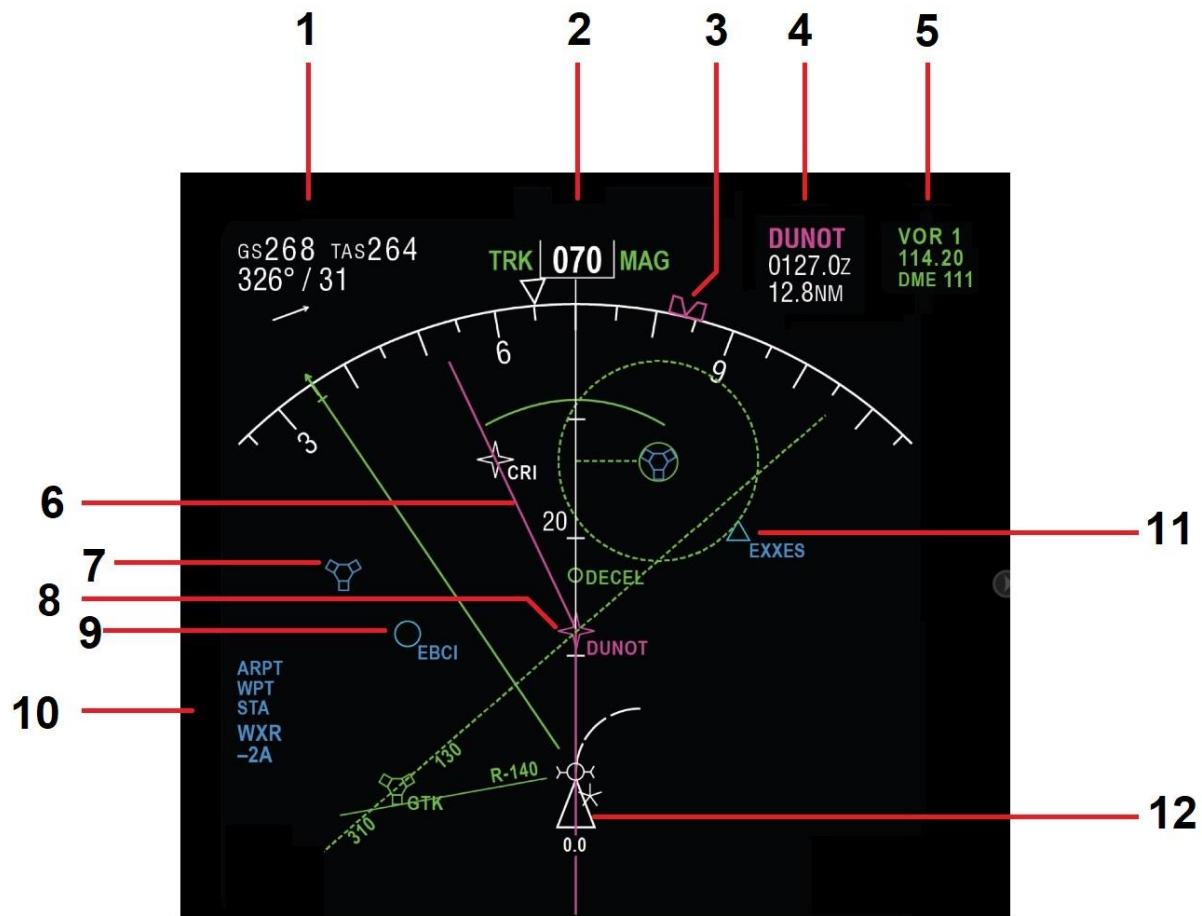 1
2
3
4
5
GS268 TAS264
326° / 31
TRK 070 MAG
DUNOT
0127.0Z
12.8NM
VOR 1
114.20
DME 111
6
3
9
CRI
6
20
EXXES
11
7
DECEL
8
9
EBCI
DUNOT
ARPT
WPT
STA
WXR
–2A
10
130
R-140
GTK
310
12
0.0